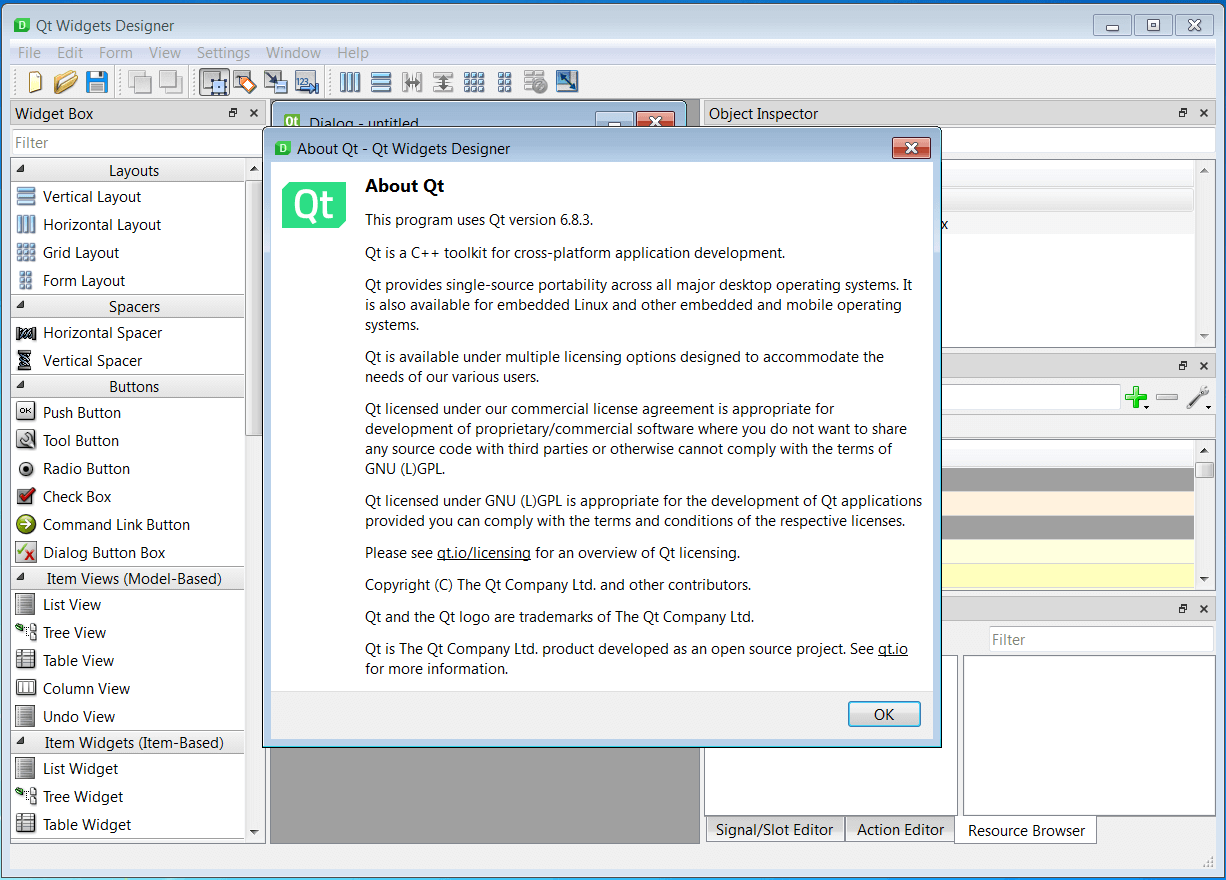 Qt Widgets Designer
File Edit Form View Settings Window Help
Widget Box
Filter
Layouts
Vertical Layout
Horizontal Layout
Grid Layout
Form Layout
Spacers
Horizontal Spacer
Vertical Spacer
Buttons
OK Push Button
Tool Button
Radio Button
Check Box
Command Link Button
Dialog Button Box
Item Views (Model-Based)
List View
Tree View
Table View
Column View
Undo View
Item Widgets (Item-Based)
List Widget
Tree Widget
Table Widget
Qt Dialog - untitled
About Qt - Qt Widgets Designer
Qt
About Qt
This program uses Qt version 6.8.3.
Qt is a C++ toolkit for cross-platform application development.
Qt provides single-source portability across all major desktop operating systems. It
is also available for embedded Linux and other embedded and mobile operating
systems.
Qt is available under multiple licensing options designed to accommodate the
needs of our various users.
Qt licensed under our commercial license agreement is appropriate for
development of proprietary/commercial software where you do not want to share
any source code with third parties or otherwise cannot comply with the terms of
GNU (L)GPL.
Qt licensed under GNU (L)GPL is appropriate for the development of Qt applications
provided you can comply with the terms and conditions of the respective licenses.
Please see qt.io/licensing for an overview of Qt licensing.
Copyright (C) The Qt Company Ltd. and other contributors.
Qt and the Qt logo are trademarks of The Qt Company Ltd.
Qt is The Qt Company Ltd. product developed as an open source project. See qt.io
for more information.
OK
Object Inspector
x
Filter
Signal/Slot Editor
Action Editor
Resource Browser